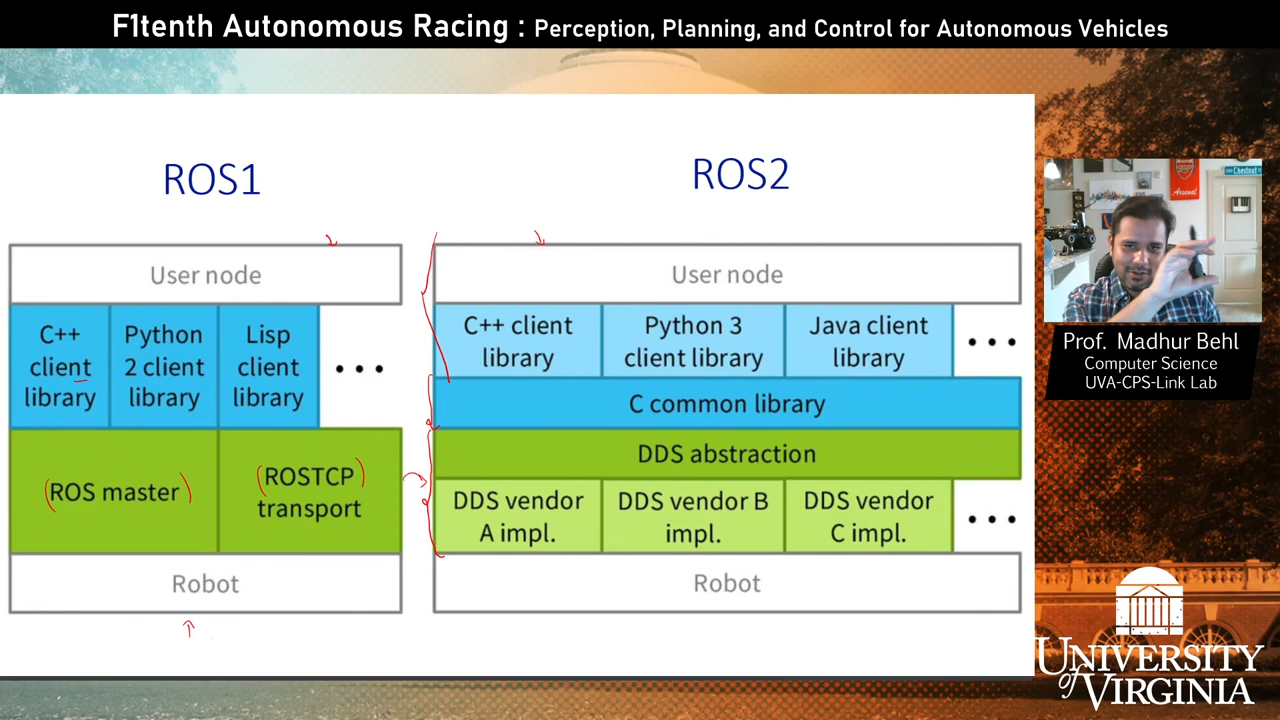 F1tenth Autonomous Racing : Perception, Planning, and Control for Autonomous Vehicles
ROS1
User node
C++
client
library
Python
2 client
library
Lisp
client
library
• • •
ROS master
ROSTCP
transport
Robot
ROS2
User node
C++ client
library
Python 3
client library
Java client
library
• • •
C common library
DDS abstraction
DDS vendor
A impl.
DDS vendor B
impl.
DDS vendor
C impl.
• • •
Robot
Arsenal
Chestnut
Prof. Madhur Behl
Computer Science
UVA-CPS-Link Lab
UNIVERSITY
of VIRGINIA